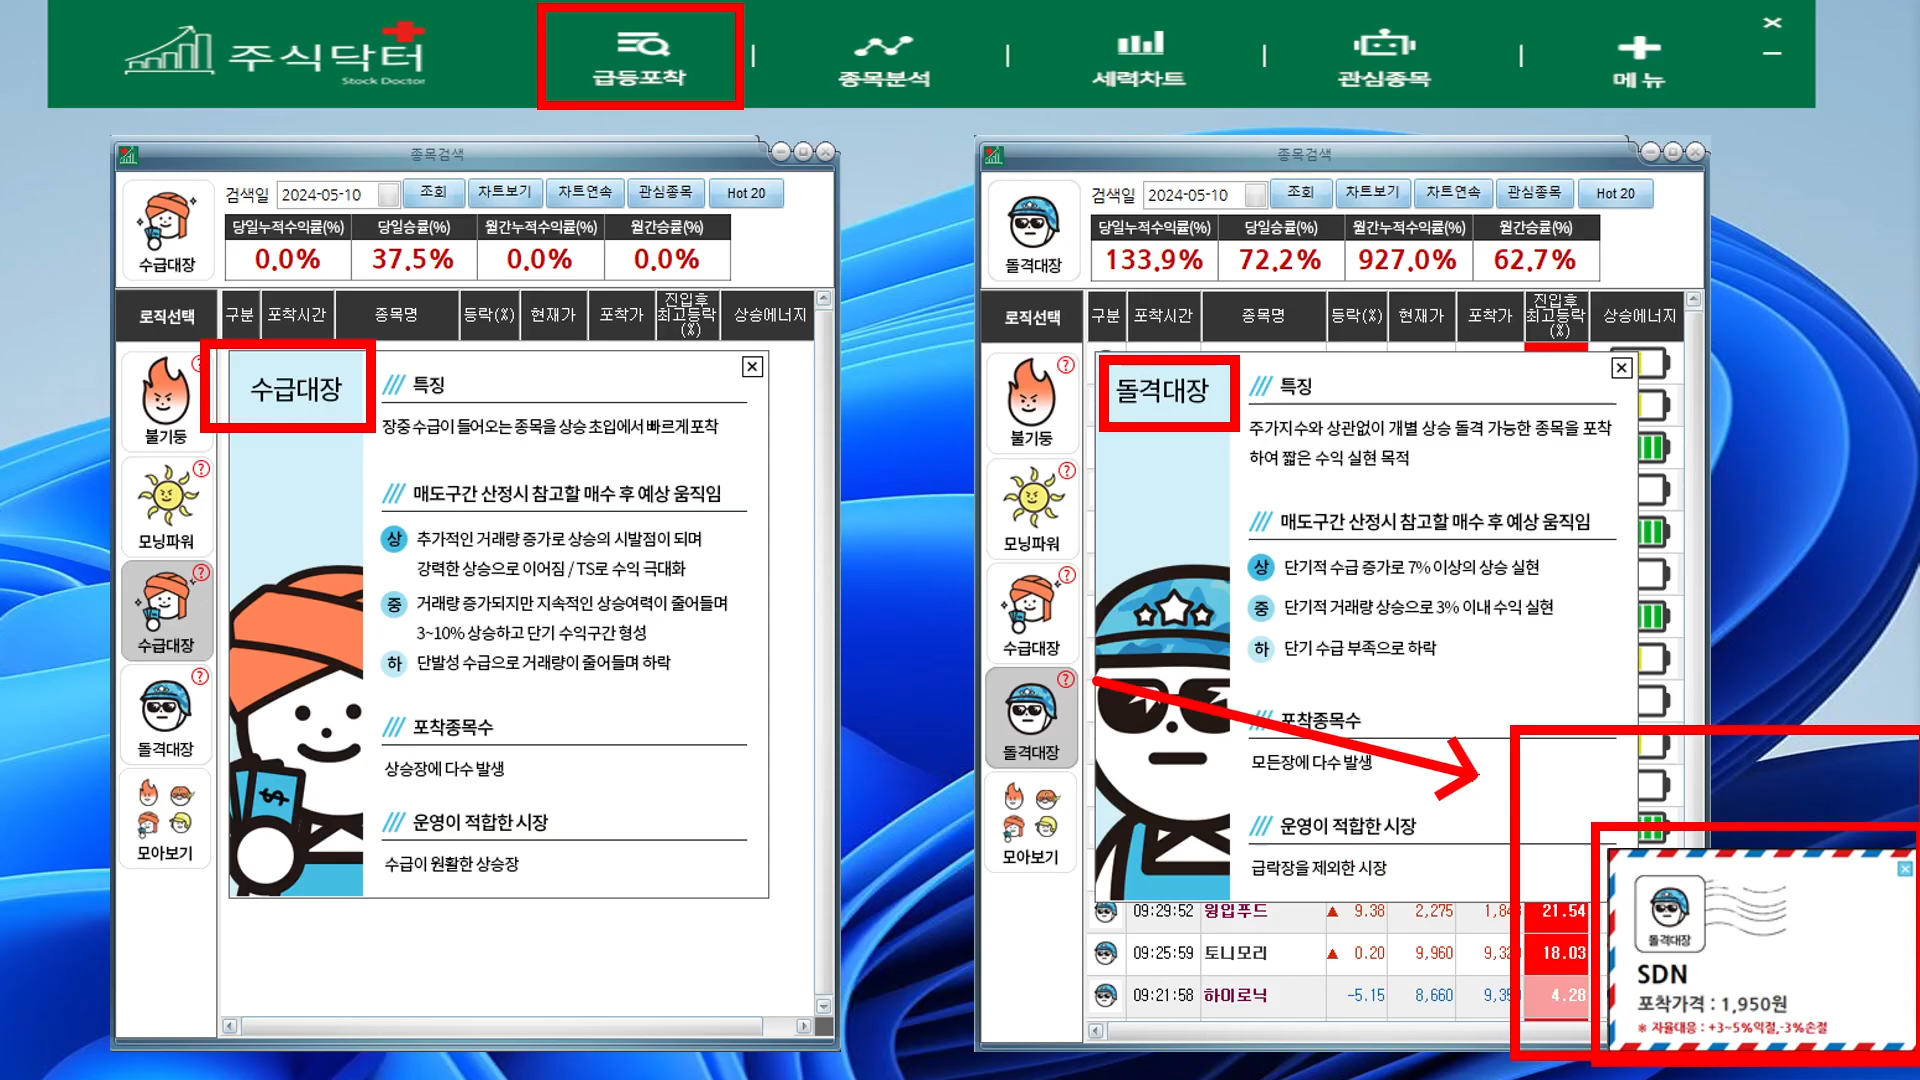 주식닥터
Stock Doctor
급등포착
종목분석
세력차트
관심종목
메뉴
종목검색
수급대장
검색일 2024-05-10 조회 차트보기 차트연속 관심종목 Hot 20
당일누적수익률(%) 당일승률(%) 월간누적수익률(%) 월간승률(%)
0.0% 37.5% 0.0% 0.0%
로직선택 구분 포착시간 종목명 등락(%) 현재가 포착가 진입후 최고등락 (%) 상승에너지
불기둥
모닝파워
수급대장
돌격대장
모아보기
수급대장
/// 특징
장중 수급이 들어오는 종목을 상승 초입에서 빠르게 포착
/// 매도구간 산정시 참고할 매수 후 예상 움직임
상 추가적인 거래량 증가로 상승의 시발점이 되며
강력한 상승으로 이어짐 / TS로 수익 극대화
중 거래량 증가되지만 지속적인 상승여력이 줄어들며
3~10% 상승하고 단기 수익구간 형성
하 단발성 수급으로 거래량이 줄어들며 하락
/// 포착종목수
상승장에 다수 발생
/// 운영이 적합한 시장
수급이 원활한 상승장
종목검색
돌격대장
검색일 2024-05-10 조회 차트보기 차트연속 관심종목 Hot 20
당일누적수익률(%) 당일승률(%) 월간누적수익률(%) 월간승률(%)
133.9% 72.2% 927.0% 62.7%
로직선택 구분 포착시간 종목명 등락(%) 현재가 포착가 진입후 최고등락 (%) 상승에너지
불기둥
모닝파워
수급대장
돌격대장
모아보기
돌격대장
/// 특징
주가지수와 상관없이 개별 상승 돌격 가능한 종목을 포착
하여 짧은 수익 실현 목적
/// 매도구간 산정시 참고할 매수 후 예상 움직임
상 단기적 수급 증가로 7% 이상의 상승 실현
중 단기적 거래량 상승으로 3% 이내 수익 실현
하 단기 수급 부족으로 하락
/// 포착종목수
모든장에 다수 발생
/// 운영이 적합한 시장
급락장을 제외한 시장
09:29:52 윙입푸드 ▲ 9.38 2,275 21.54
09:25:59 토니모리 ▲ 0.20 9,960 18.03
09:21:58 하이로닉 -5.15 8,660 4.28
돌격대장
SDN
포착가격 : 1,950원
※ 자율대응 : +3~5%익절,-3%손절